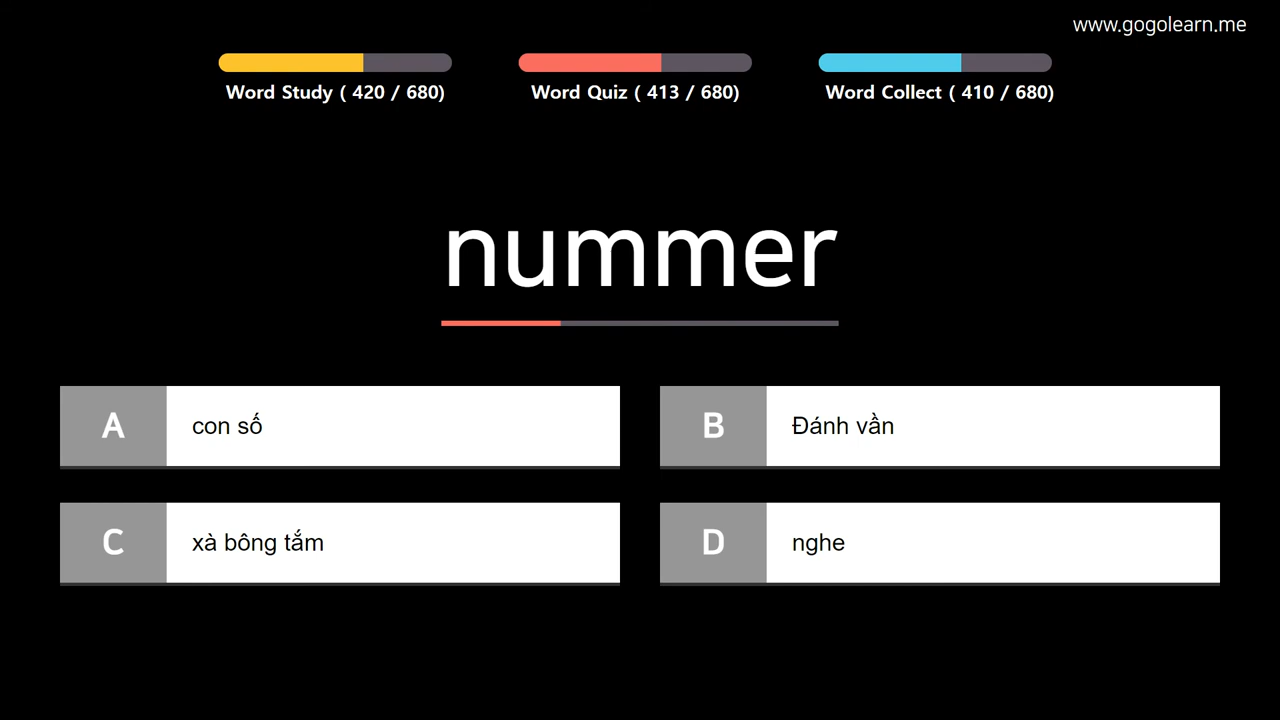 www.gogolearn.me
Word Study ( 420 / 680)
Word Quiz ( 413 / 680)
Word Collect ( 410 / 680)
nummer
A
con số
B
Đánh vần
C
xà bông tắm
D
nghe